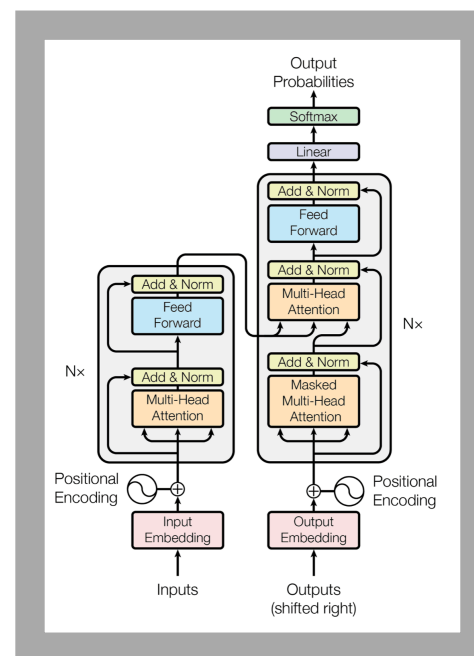 Output
Probabilities
Softmax
Linear
Add & Norm
Feed
Forward
Add & Norm
Multi-Head
Attention
Add & Norm
Masked
Multi-Head
Attention
N×
Add & Norm
Feed
Forward
Add & Norm
Multi-Head
Attention
N×
Positional
Encoding
Positional
Encoding
Input
Embedding
Output
Embedding
Inputs
Outputs
(shifted right)